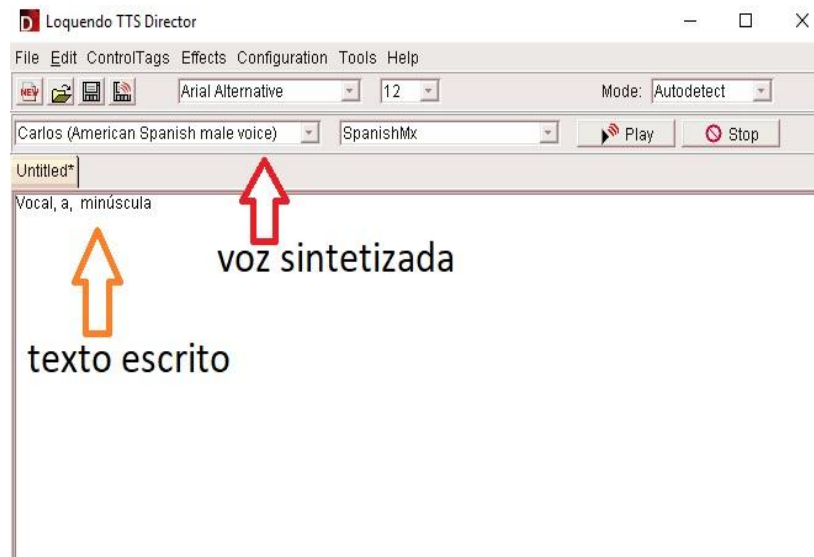 Loquendo TTS Director
File Edit ControlTags Effects Configuration Tools Help
NEW Arial Alternative 12 Mode: Autodetect
Carlos (American Spanish male voice) SpanishMx Play Stop
Untitled*
Vocal, a, minúscula
voz sintetizada
texto escrito